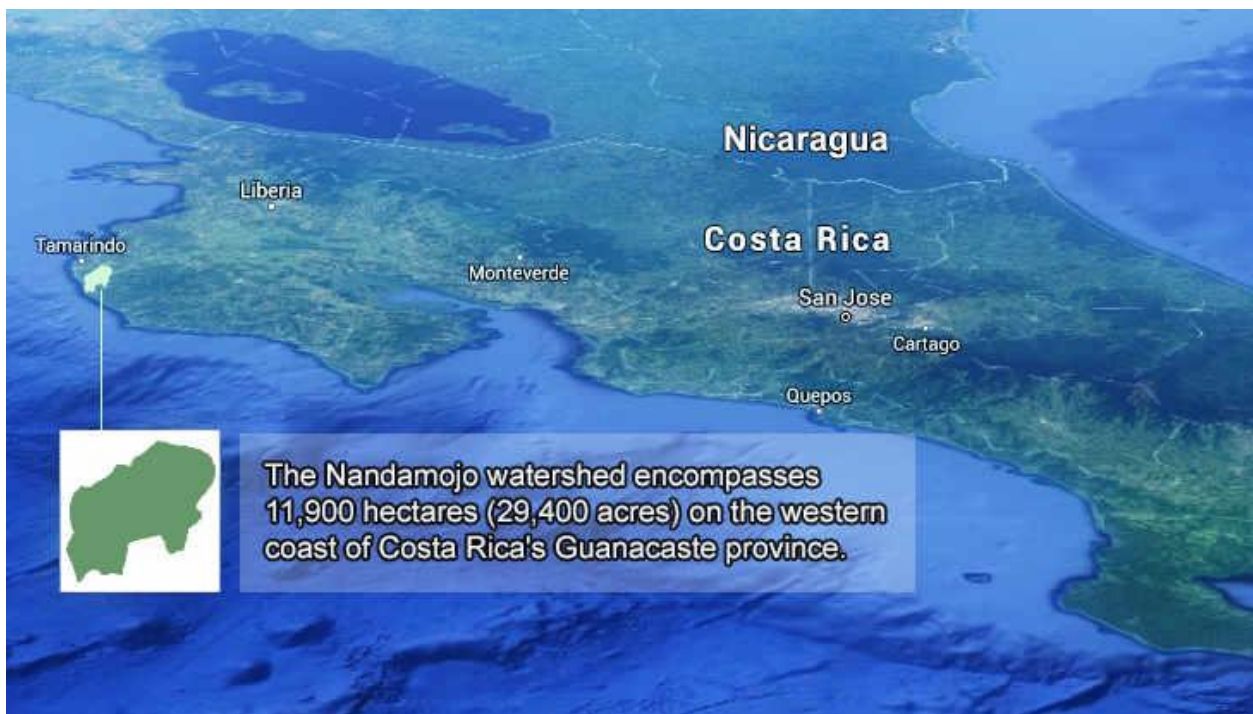 Nicaragua
Liberia
Costa Rica
Tamarindo
Monteverde
San Jose
Cartago
Quepos
The Nandamojo watershed encompasses
11,900 hectares (29,400 acres) on the western
coast of Costa Rica's Guanacaste province.